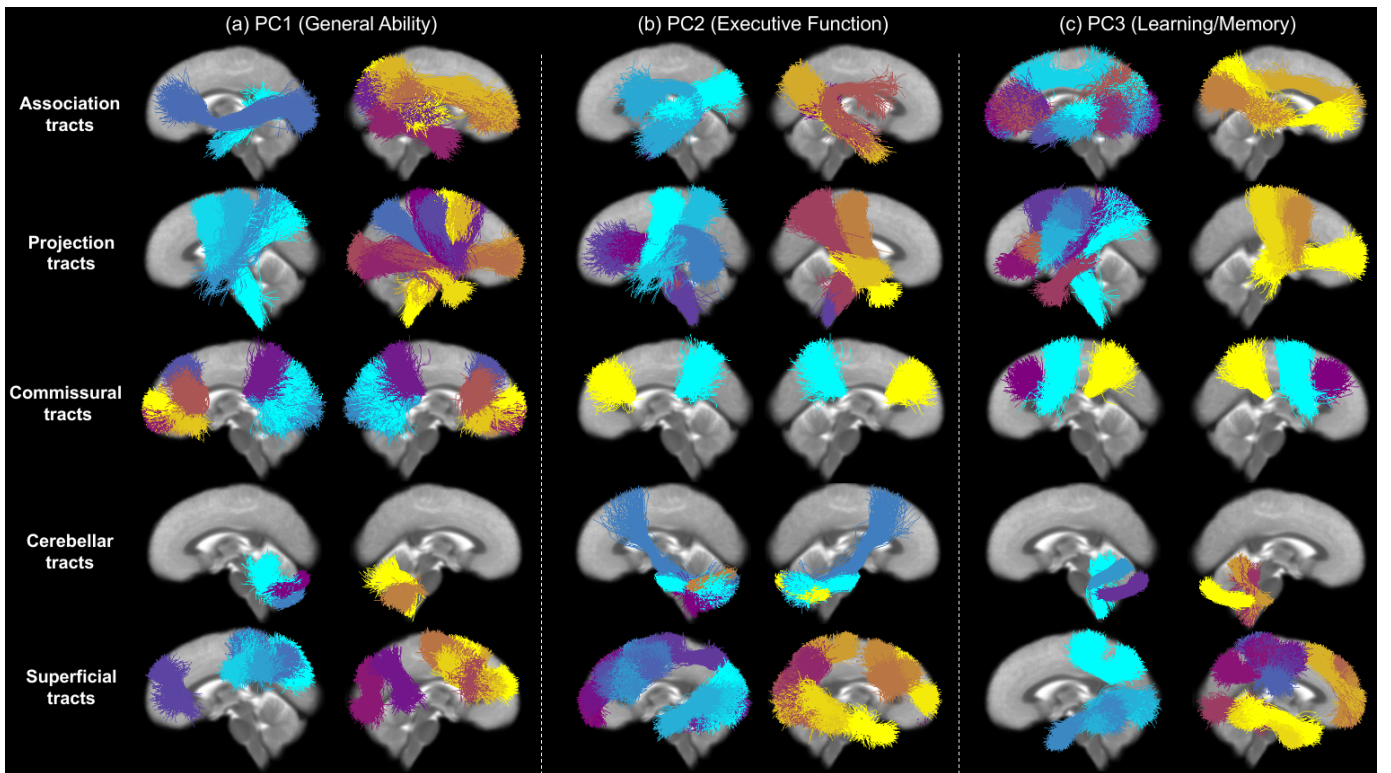 (a) PC1 (General Ability)
(b) PC2 (Executive Function)
(c) PC3 (Learning/Memory)
Association
tracts
Projection
tracts
Commissural
tracts
Cerebellar
tracts
Superficial
tracts